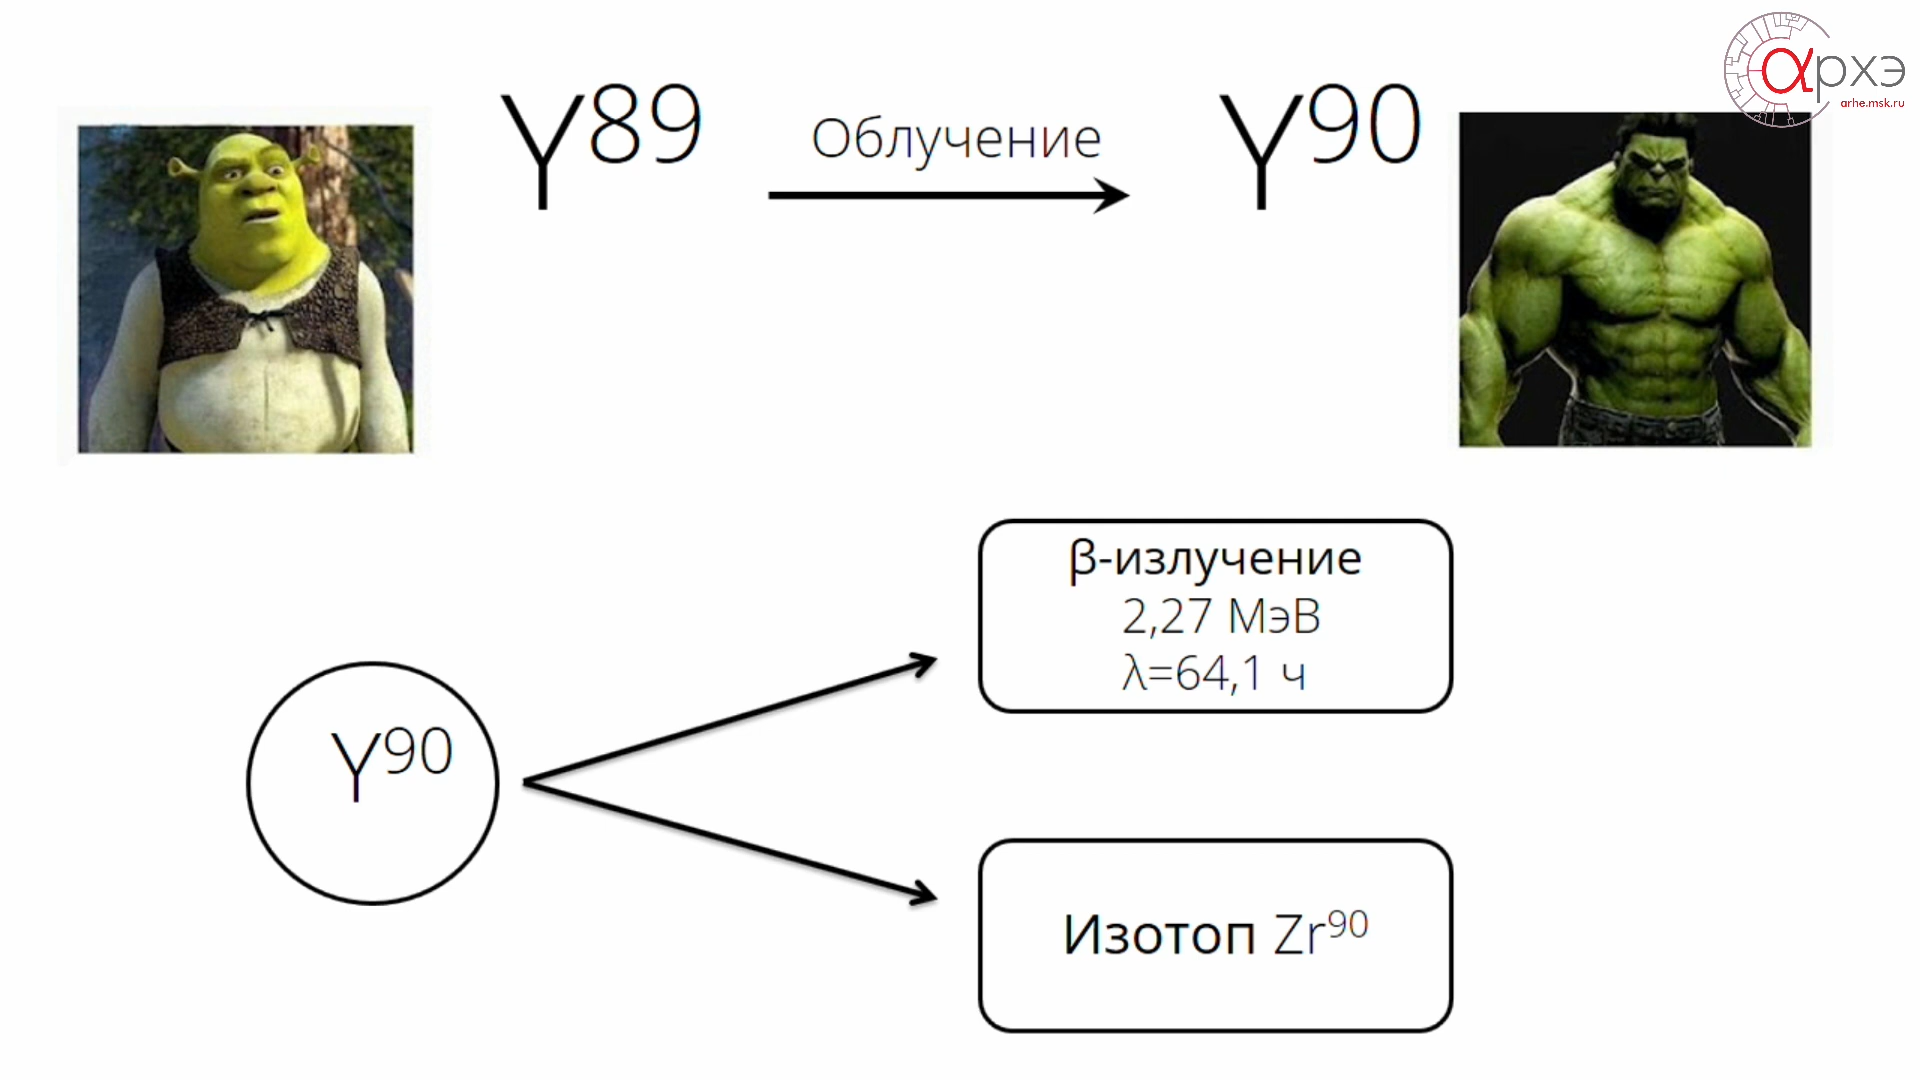 Y89
Облучение
Y90
αрхэ
arhe.msk.ru
β-излучение
2,27 МэВ
λ=64,1 ч
Y90
Изотоп Zr90